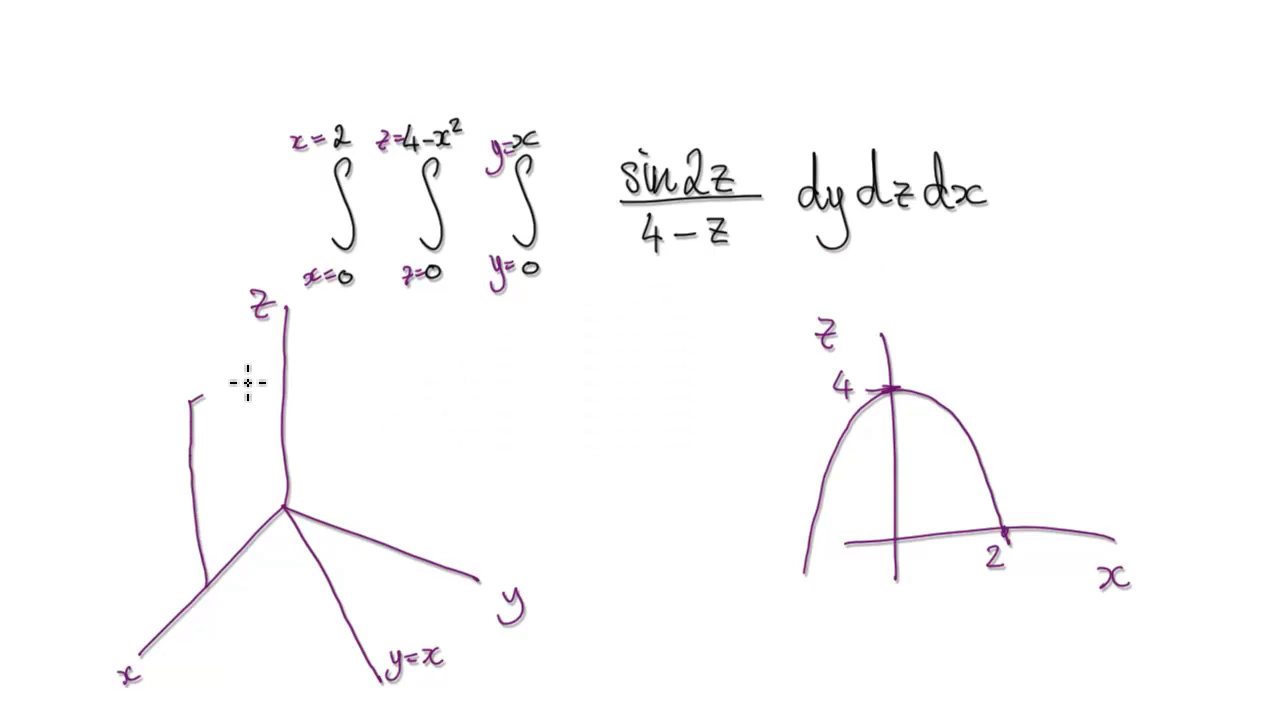 x=2 z=4-x² y=x
∫ ∫ ∫ sin2z/4-z dy dz dx
x=0 z=0 y=0
z
z
4
2
x
y
y=x
x